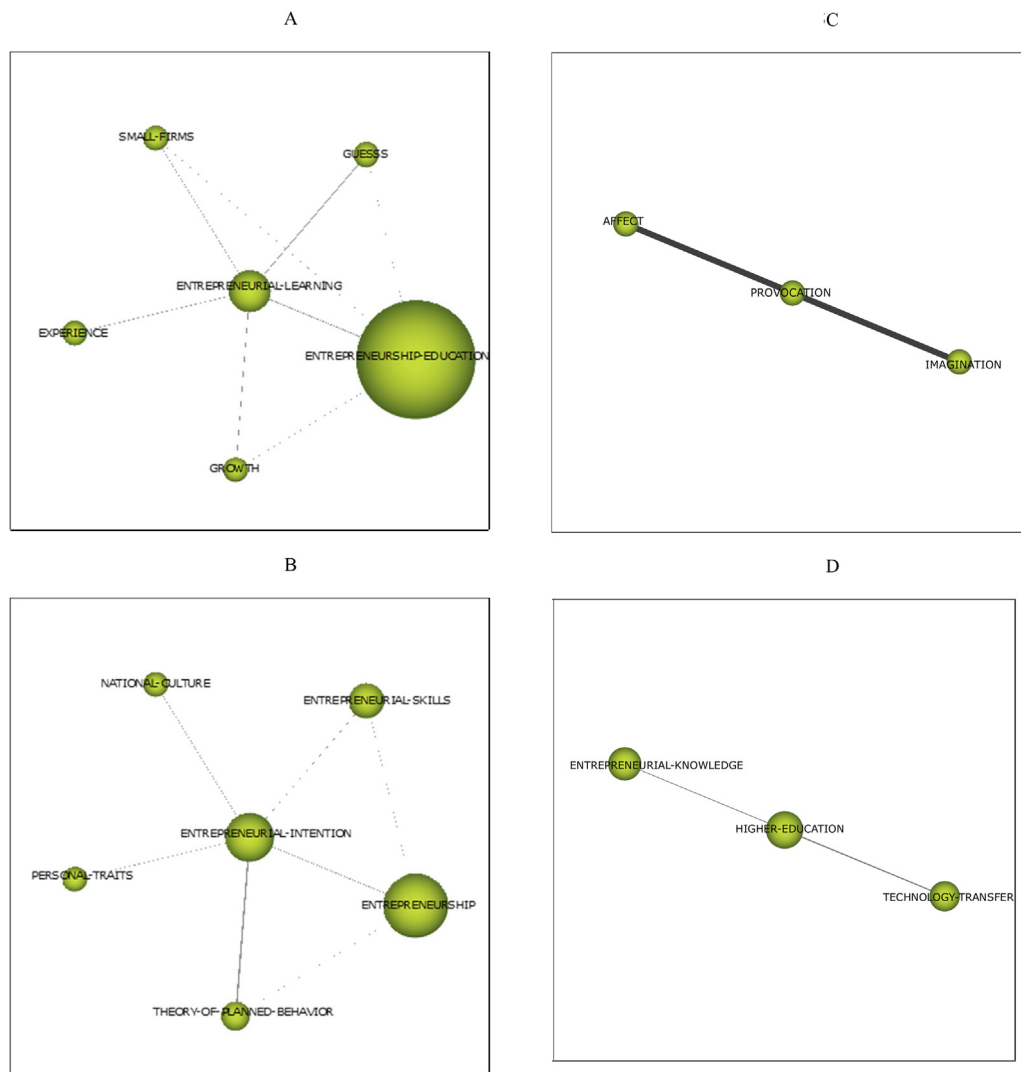 A
SMALL-FIRMS
GUESSS
ENTREPRENEURIAL-LEARNING
EXPERIENCE
ENTREPRENEURSHIP-EDUCATION
GROWTH
C
AFFECT
PROVOCATION
IMAGINATION
B
NATIONAL-CULTURE
ENTREPRENEURIAL-SKILLS
ENTREPRENEURIAL-INTENTION
PERSONAL-TRAITS
ENTREPRENEURSHIP
THEORY-OF-PLANNED-BEHAVIOR
D
ENTREPRENEURIAL-KNOWLEDGE
HIGHER-EDUCATION
TECHNOLOGY-TRANSFER